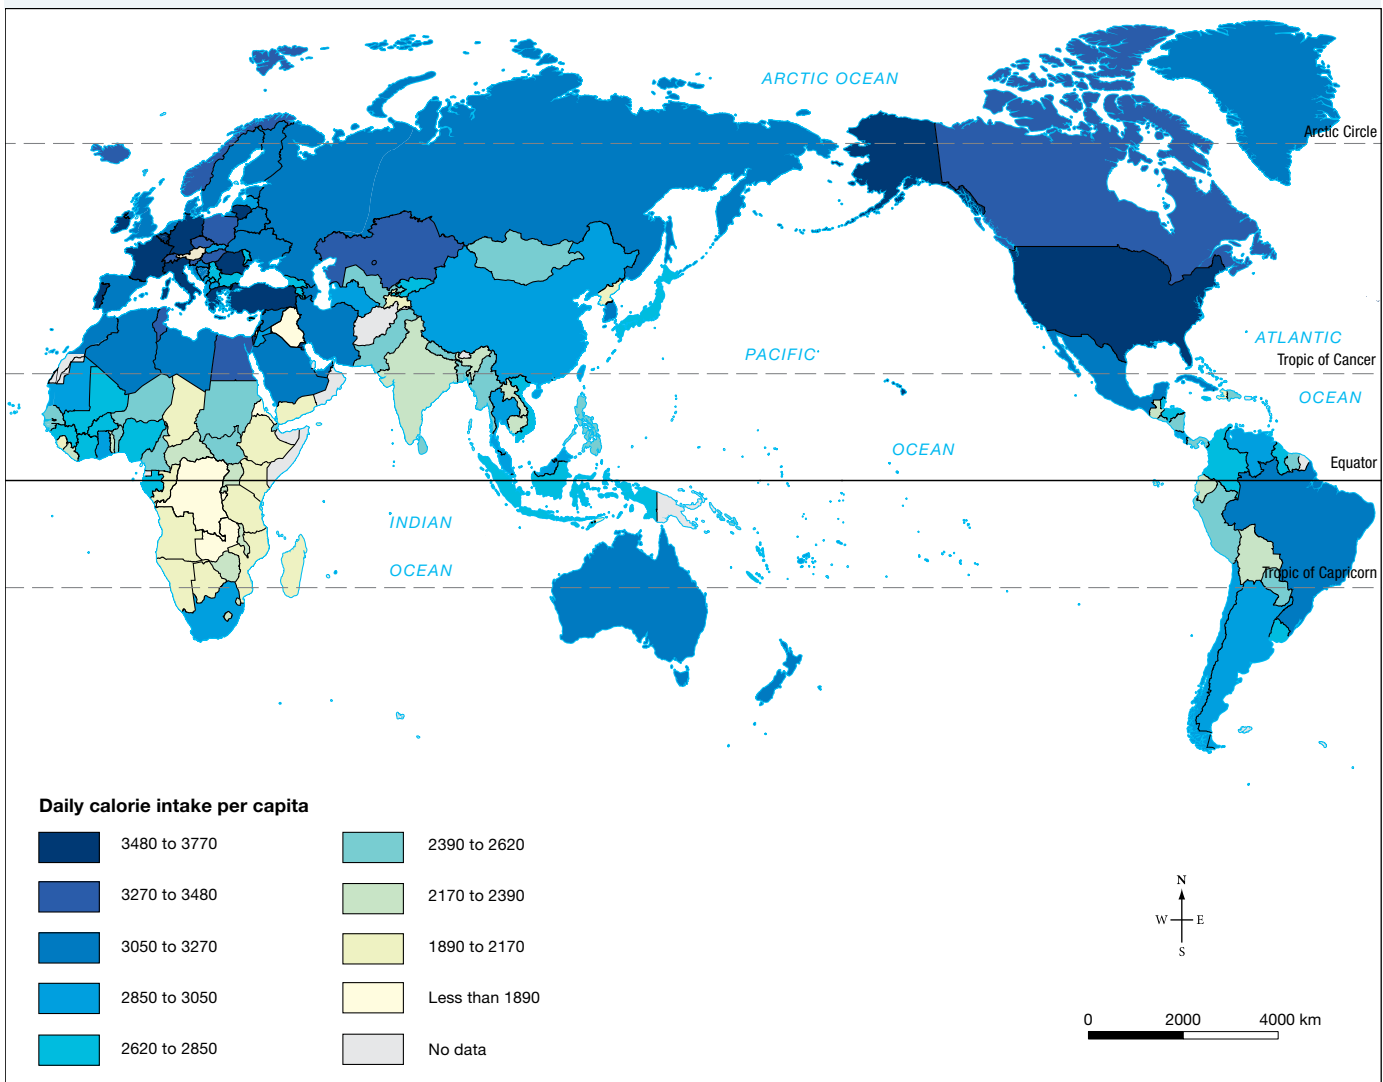 ARCTIC OCEAN
Arctic Circle
ATLANTIC
PACIFIC
Tropic of Cancer
OCEAN
OCEAN
Equator
INDIAN
OCEAN
Tropic of Capricorn
Daily calorie intake per capita
3480 to 3770
3270 to 3480
3050 to 3270
2850 to 3050
2620 to 2850
2390 to 2620
2170 to 2390
1890 to 2170
Less than 1890
No data
N
W E
S
0 2000 4000 km